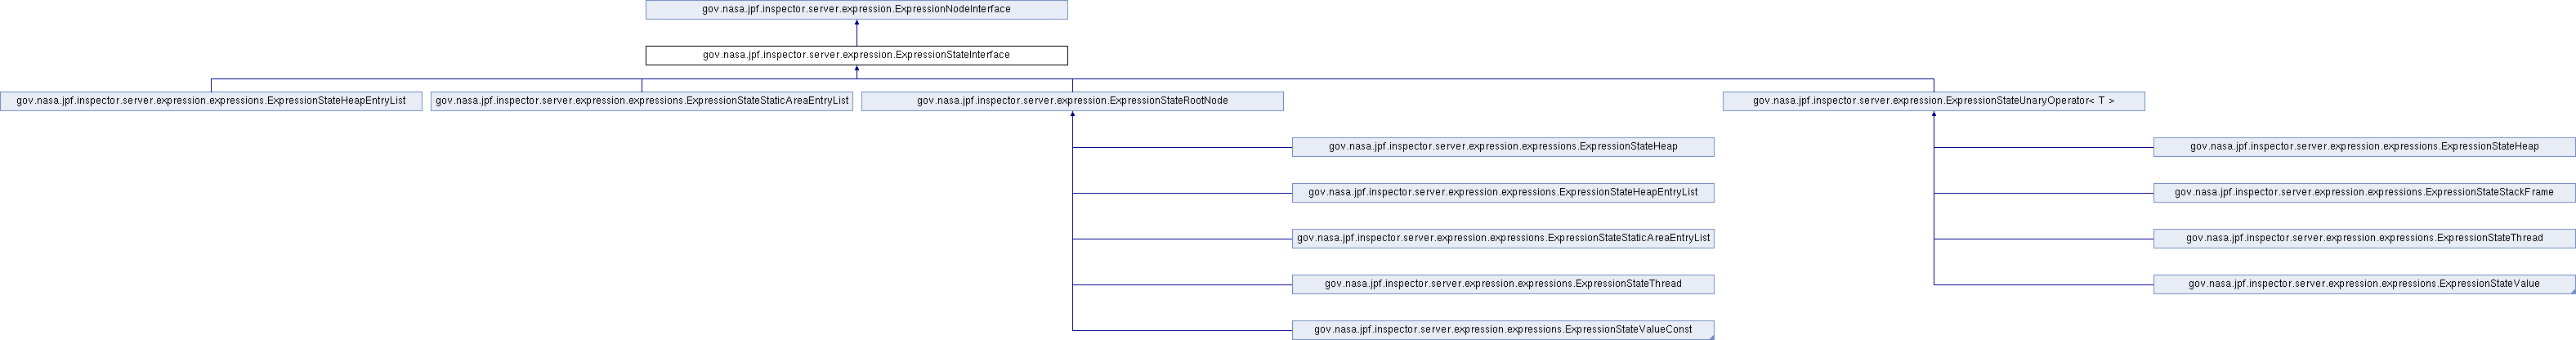 gov.nasa.jpf.inspector.server.expression.ExpressionNodeInterface
gov.nasa.jpf.inspector.server.expression.ExpressionStateInterface
gov.nasa.jpf.inspector.server.expression.expressions.ExpressionStateHeapEntryList
gov.nasa.jpf.inspector.server.expression.expressions.ExpressionStateStaticAreaEntryList
gov.nasa.jpf.inspector.server.expression.ExpressionStateRootNode
gov.nasa.jpf.inspector.server.expression.ExpressionStateUnaryOperator< T >
gov.nasa.jpf.inspector.server.expression.expressions.ExpressionStateHeap
gov.nasa.jpf.inspector.server.expression.expressions.ExpressionStateHeap
gov.nasa.jpf.inspector.server.expression.expressions.ExpressionStateHeapEntryList
gov.nasa.jpf.inspector.server.expression.expressions.ExpressionStateStackFrame
gov.nasa.jpf.inspector.server.expression.expressions.ExpressionStateStaticAreaEntryList
gov.nasa.jpf.inspector.server.expression.expressions.ExpressionStateThread
gov.nasa.jpf.inspector.server.expression.expressions.ExpressionStateThread
gov.nasa.jpf.inspector.server.expression.expressions.ExpressionStateValue
gov.nasa.jpf.inspector.server.expression.expressions.ExpressionStateValueConst